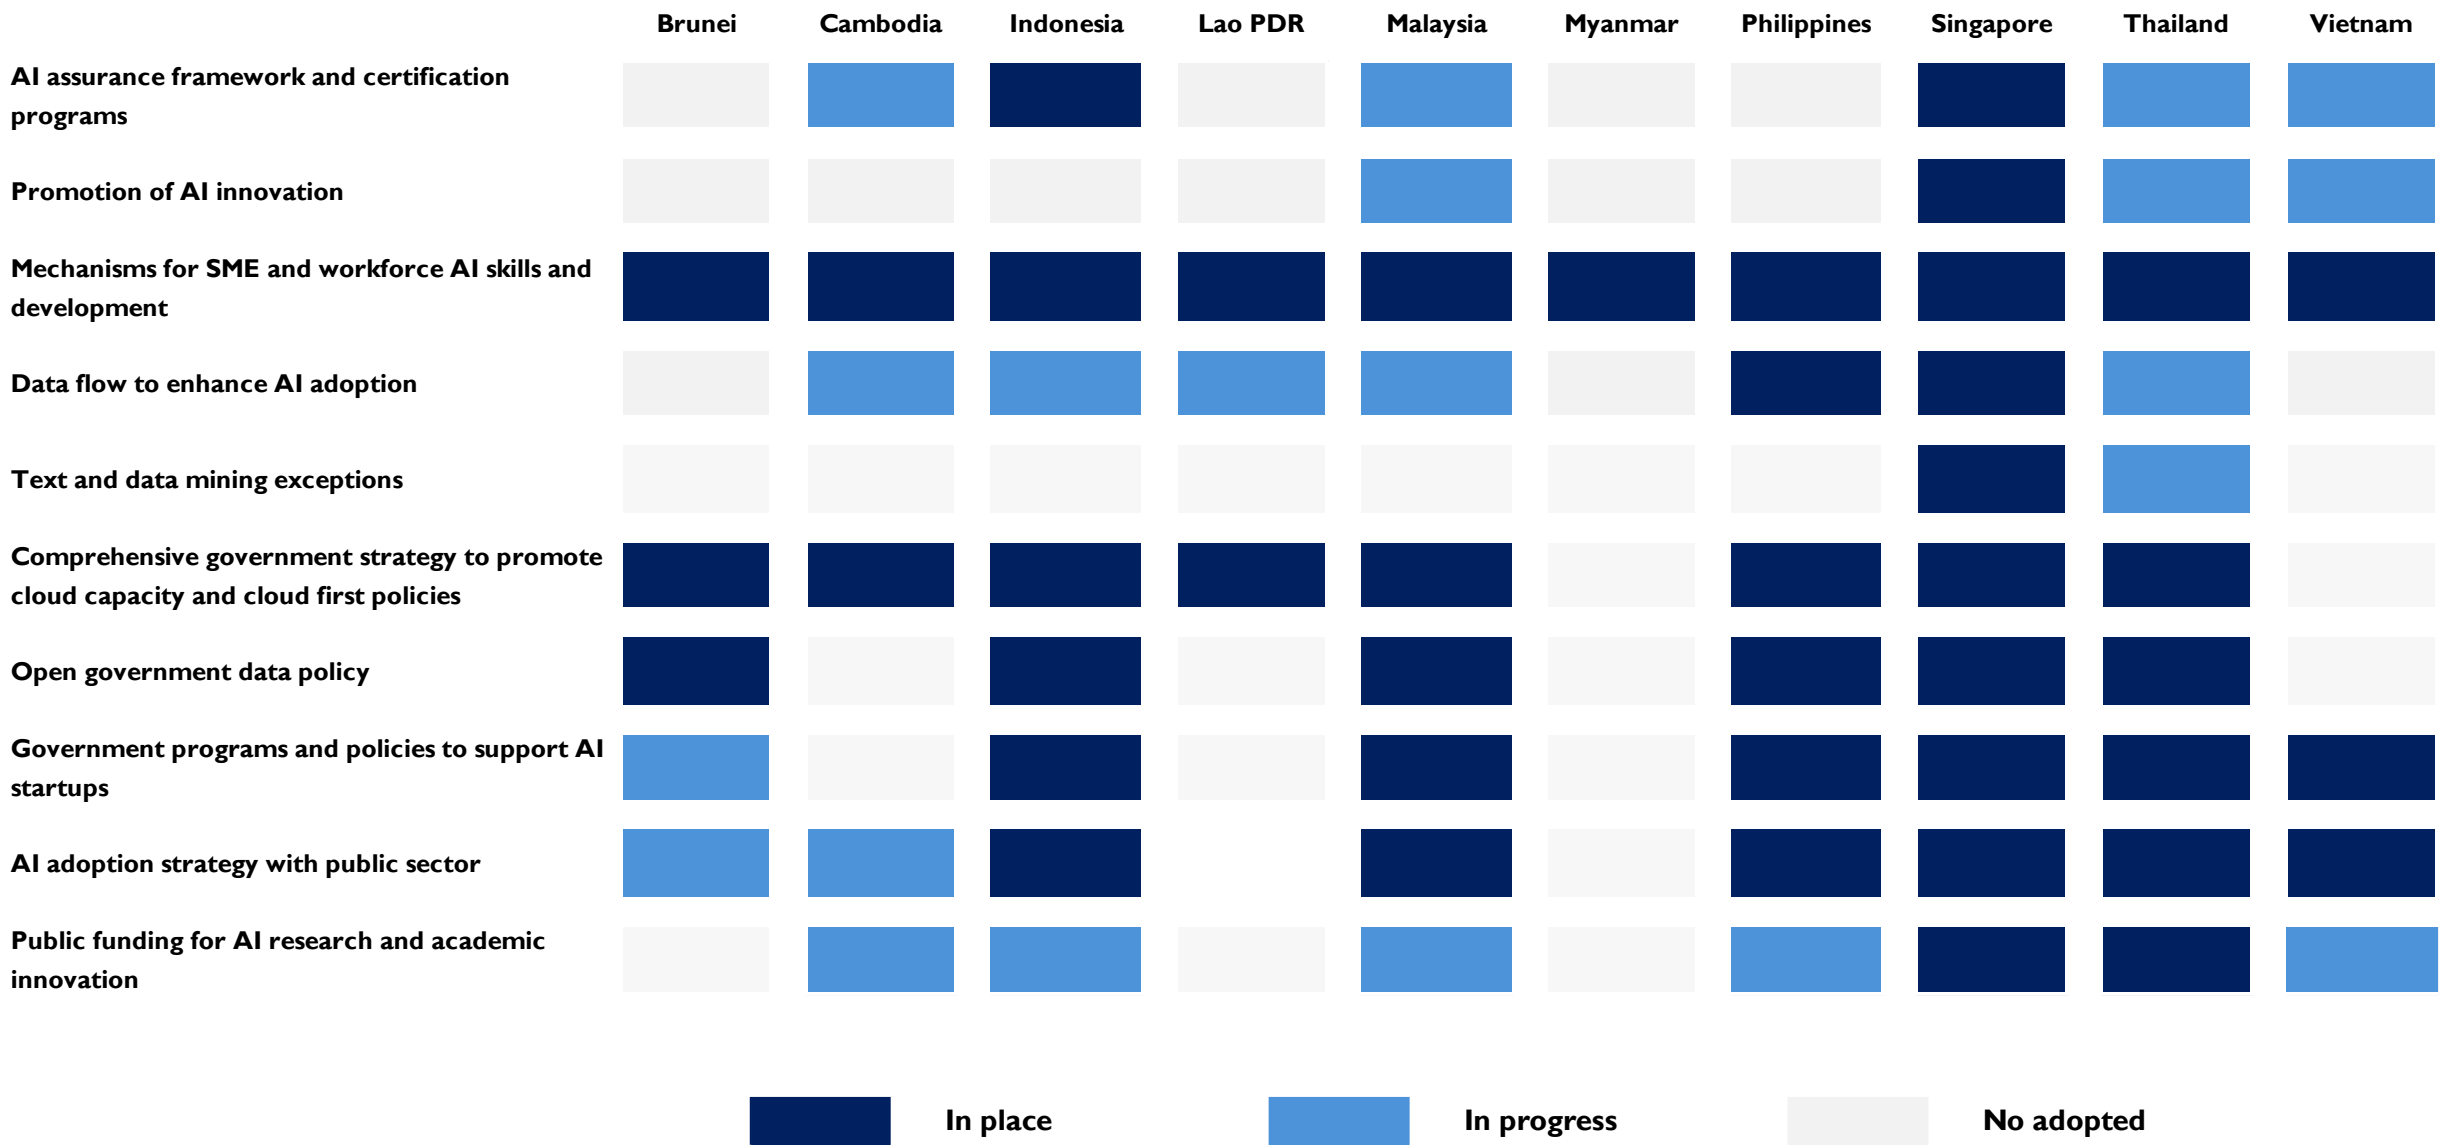 Brunei Cambodia Indonesia Lao PDR Malaysia Myanmar Philippines Singapore Thailand Vietnam
AI assurance framework and certification
programs
Promotion of AI innovation
Mechanisms for SME and workforce AI skills and
development
Data flow to enhance AI adoption
Text and data mining exceptions
Comprehensive government strategy to promote
cloud capacity and cloud first policies
Open government data policy
Government programs and policies to support AI
startups
AI adoption strategy with public sector
Public funding for AI research and academic
innovation
In place In progress No adopted